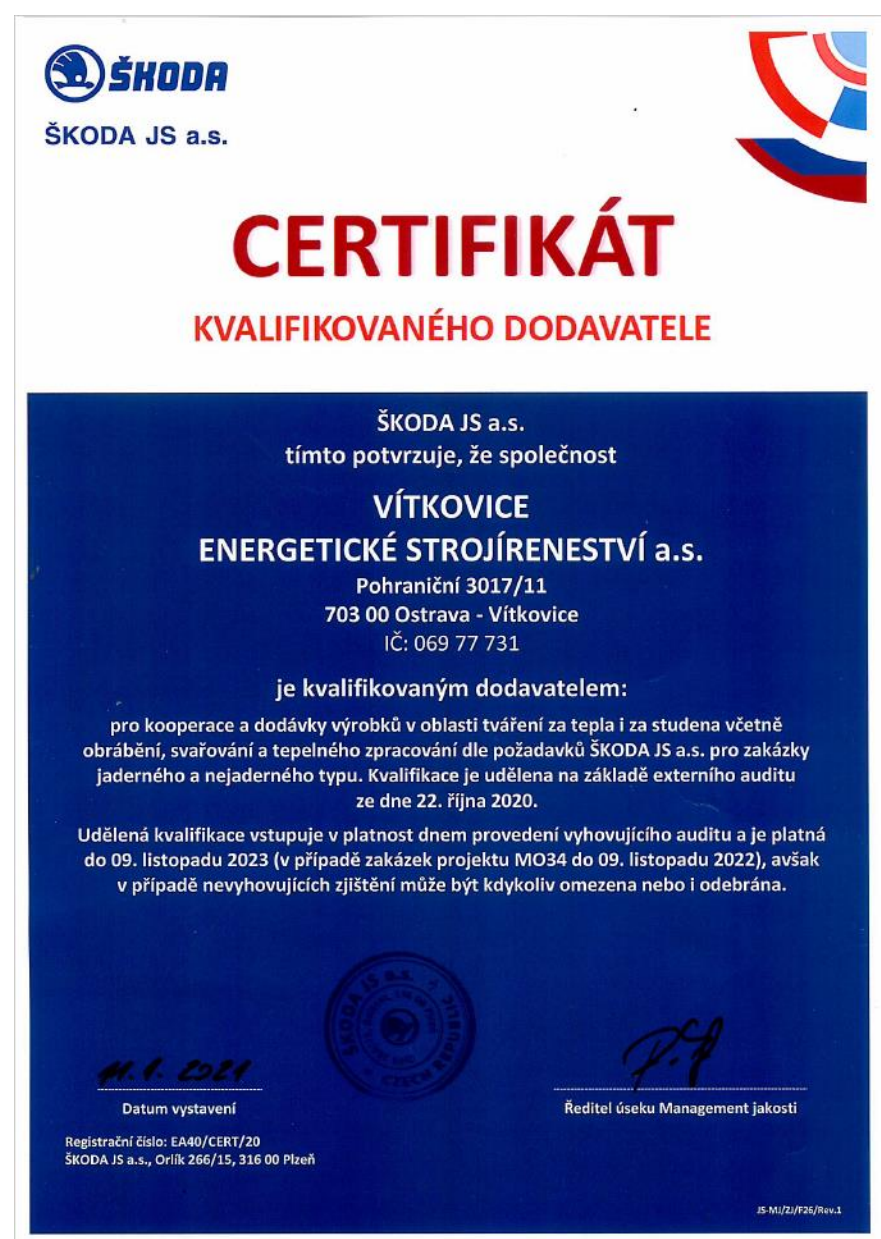 ŠKODA
ŠKODA JS a.s.
CERTIFIKÁT
KVALIFIKOVANÉHO DODAVATELE
ŠKODA JS a.s.
tímto potvrzuje, že společnost
VÍTKOVICE
ENERGETICKÉ STROJÍRENESTVÍ a.s.
Pohraniční 3017/11
703 00 Ostrava - Vítkovice
IČ: 069 77 731
je kvalifikovaným dodavatelem:
pro kooperace a dodávky výrobků v oblasti tváření za tepla i za studena včetně
obrábění, svařování a tepelného zpracování dle požadavků ŠKODA JS a.s. pro zakázky
jaderného a nejaderného typu. Kvalifikace je udělena na základě externího auditu
ze dne 22. října 2020.
Udělená kvalifikace vstupuje v platnost dnem provedení vyhovujícího auditu a je platná
do 09. listopadu 2023 (v případě zakázek projektu MO34 do 09. listopadu 2022), avšak
v případě nevyhovujících zjištění může být kdykoliv omezena nebo i odebrána.
ŠKODA JS a.s.
CZECH REPUBLIC
11.1. 2021
Datum vystavení
Ředitel úseku Management jakosti
Registrační číslo: EA40/CERT/20
ŠKODA JS a.s., Orlík 266/15, 316 00 Plzeň
JS-MJ/ZJ/F26/Rev.1